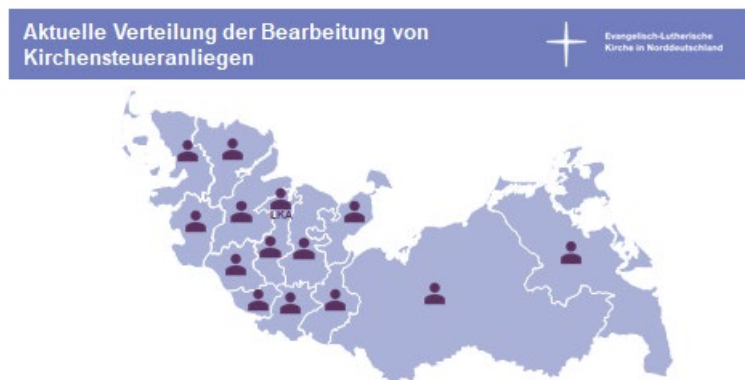 Aktuelle Verteilung der Bearbeitung von
Kirchensteueranliegen
Evangelisch-Lutherische
Kirche in Norddeutschland
LKA